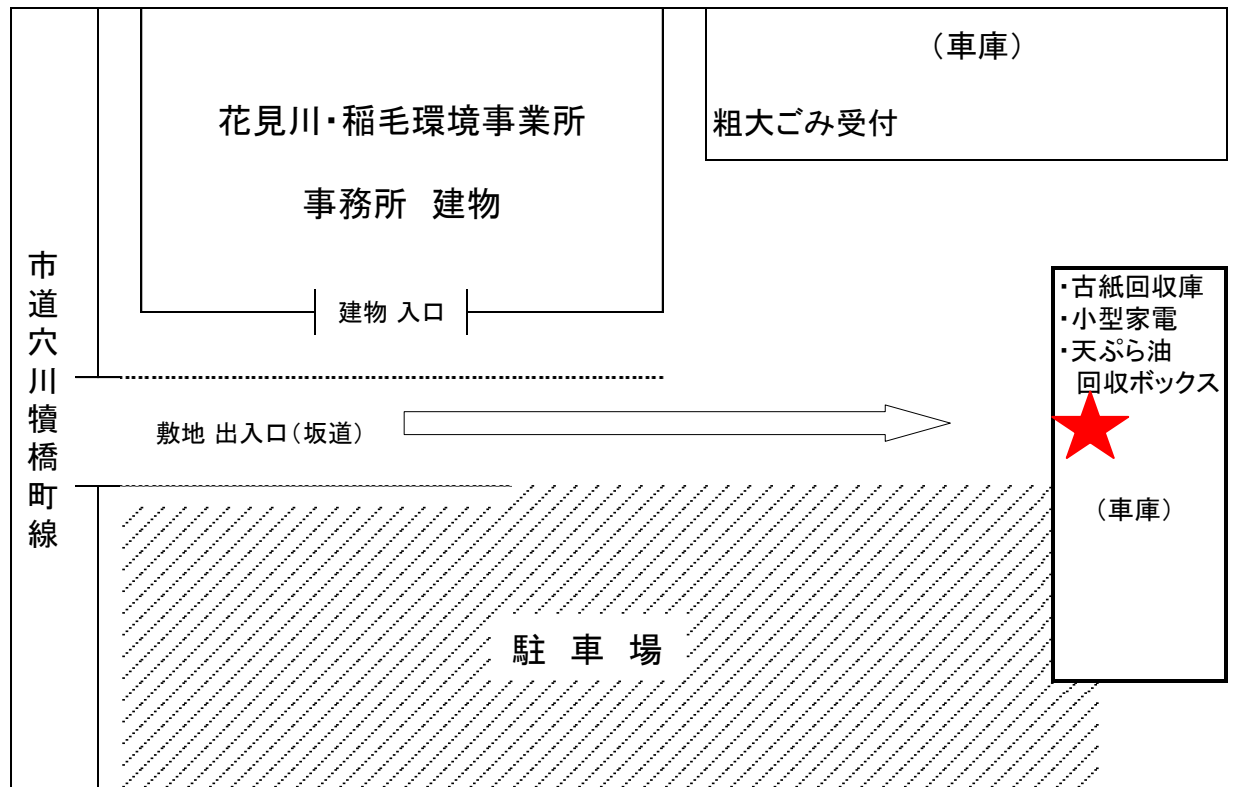 (車庫)
花見川・稲毛環境事業所
粗大ごみ受付
事務所 建物
市道穴川犢橋町線
・古紙回収庫
・小型家電
・天ぷら油
回収ボックス
建物 入口
敷地 出入口(坂道)
(車庫)
駐 車 場